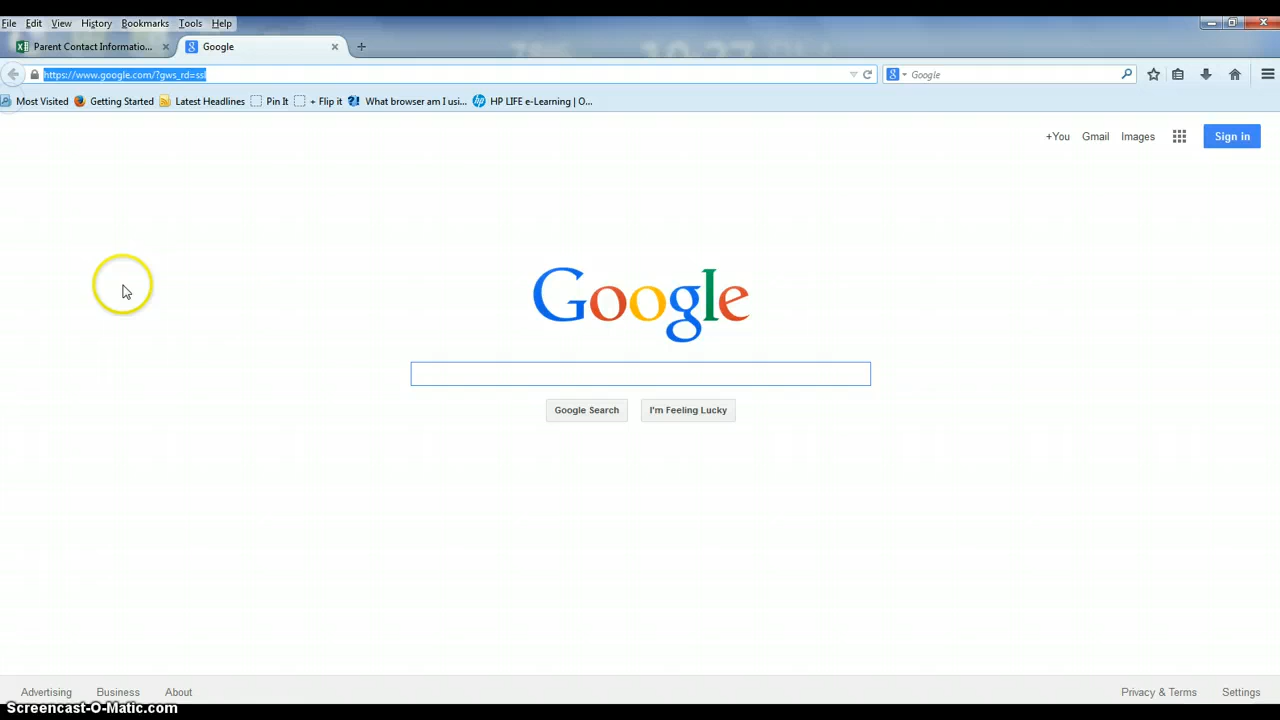 File Edit View History Bookmarks Tools Help
Parent Contact Informatio... Google
https://www.google.com/?gws_rd=ssl Google
Most Visited Getting Started Latest Headlines Pin It + Flip it What browser am I usi... HP LIFE e-Learning | O...
+You Gmail Images Sign in
Google
Google Search I'm Feeling Lucky
Advertising Business About Privacy & Terms Settings
Screencast-O-Matic.com